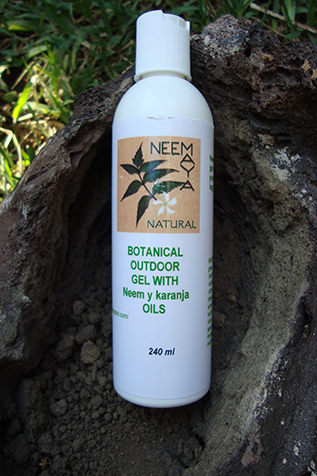 NEEM
MAYA
NATURAL
BOTANICAL
OUTDOOR
GEL WITH
Neem y karanja
OILS
240 ml